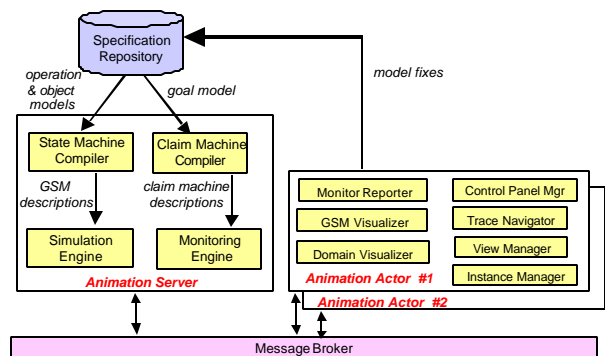 Specification
Repository
operation
& object
models
goal model
model fixes
State Machine
Compiler
Claim Machine
Compiler
GSM
descriptions
claim machine
descriptions
Simulation
Engine
Monitoring
Engine
Animation Server
Monitor Reporter
GSM Visualizer
Domain Visualizer
Control Panel Mgr
Trace Navigator
View Manager
Instance Manager
Animation Actor #1
Animation Actor #2
Message Broker